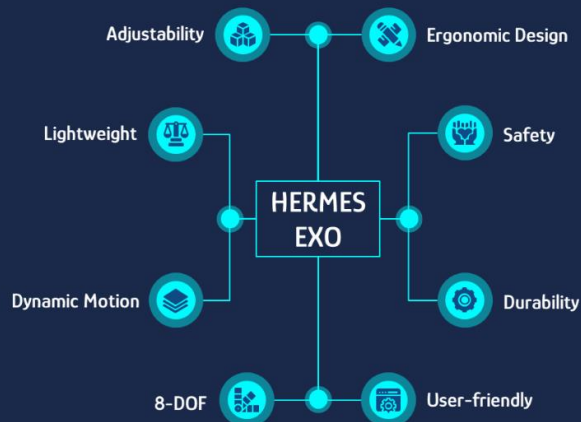 Adjustability
Ergonomic Design
Lightweight
Safety
HERMES
EXO
Dynamic Motion
Durability
8-DOF
User-friendly